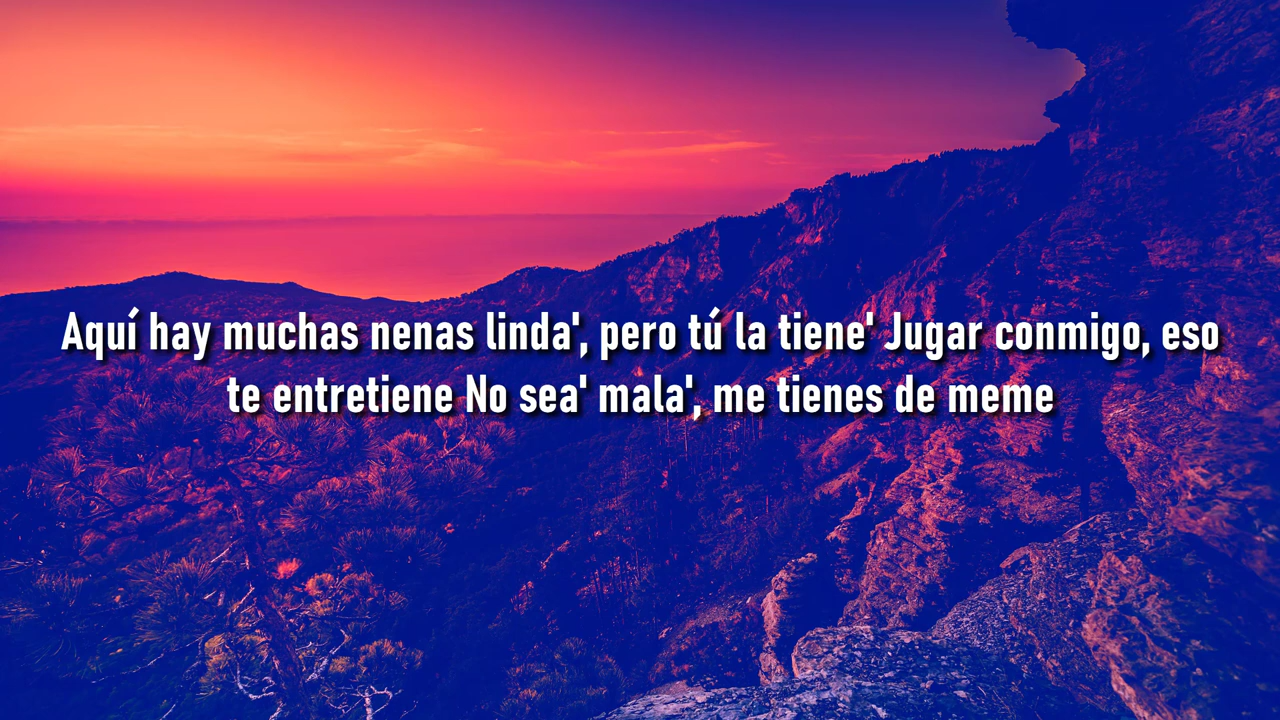 Aquí hay muchas nenas linda', pero tú la tiene' Jugar conmigo, eso
te entretiene No sea' mala', me tienes de meme